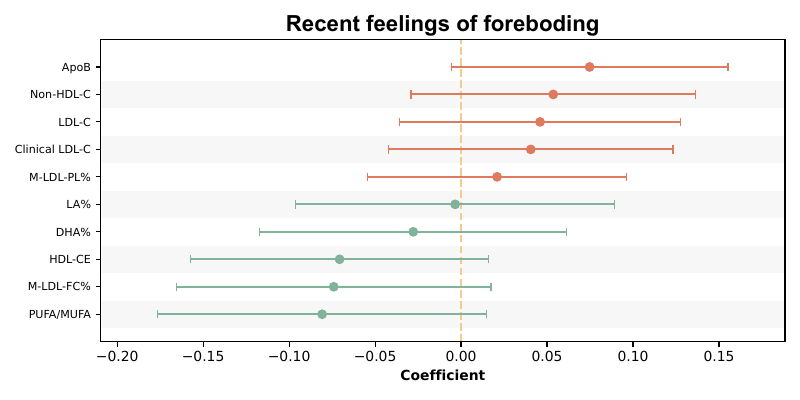 Recent feelings of foreboding
ApoB
Non-HDL-C
LDL-C
Clinical LDL-C
M-LDL-PL%
LA%
DHA%
HDL-CE
M-LDL-FC%
PUFA/MUFA
−0.20 −0.15 −0.10 −0.05 0.00 0.05 0.10 0.15
Coefficient